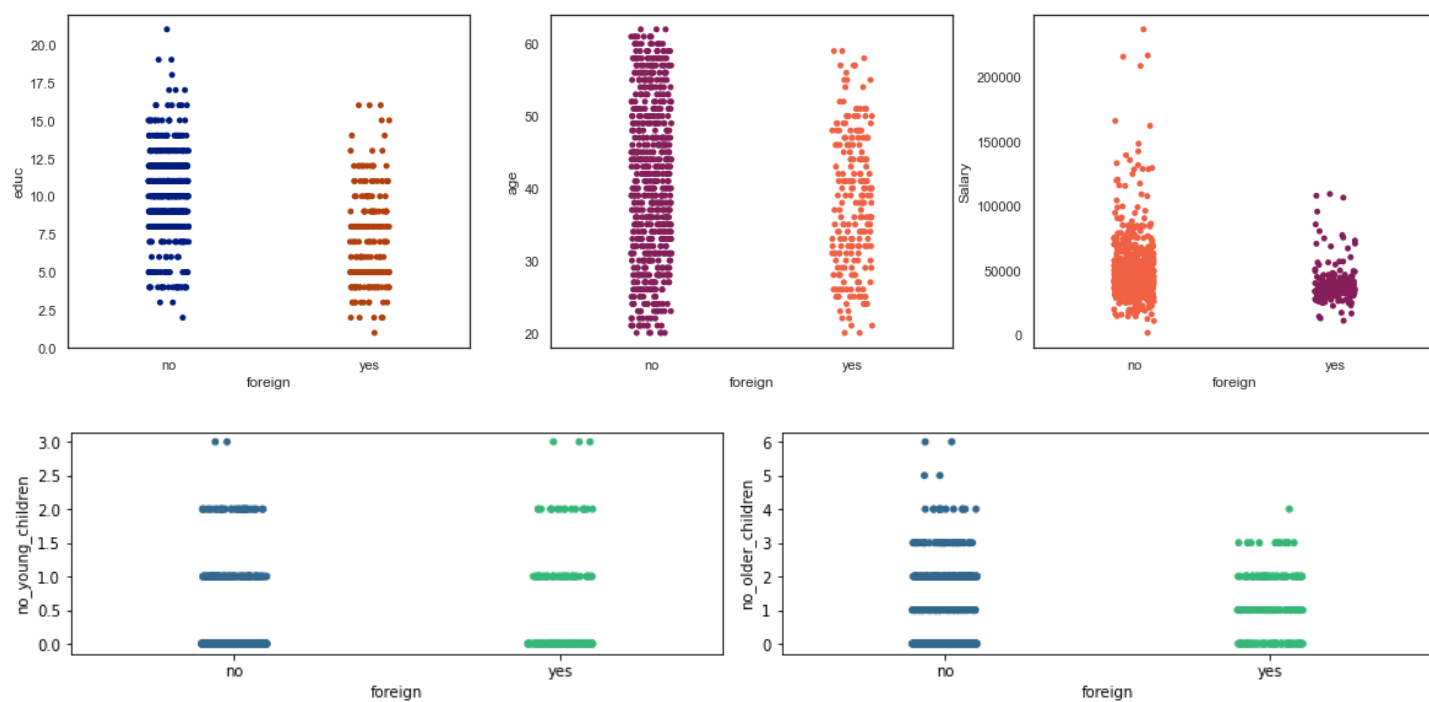 20.0
17.5
15.0
12.5
10.0
7.5
5.0
2.5
0.0
educ
no yes
foreign
60
50
40
30
20
age
no yes
foreign
200000
150000
100000
50000
0
Salary
no yes
foreign
3.0
2.5
2.0
1.5
1.0
0.5
0.0
no_young_children
no yes
foreign
6
5
4
3
2
1
0
no_older_children
no yes
foreign